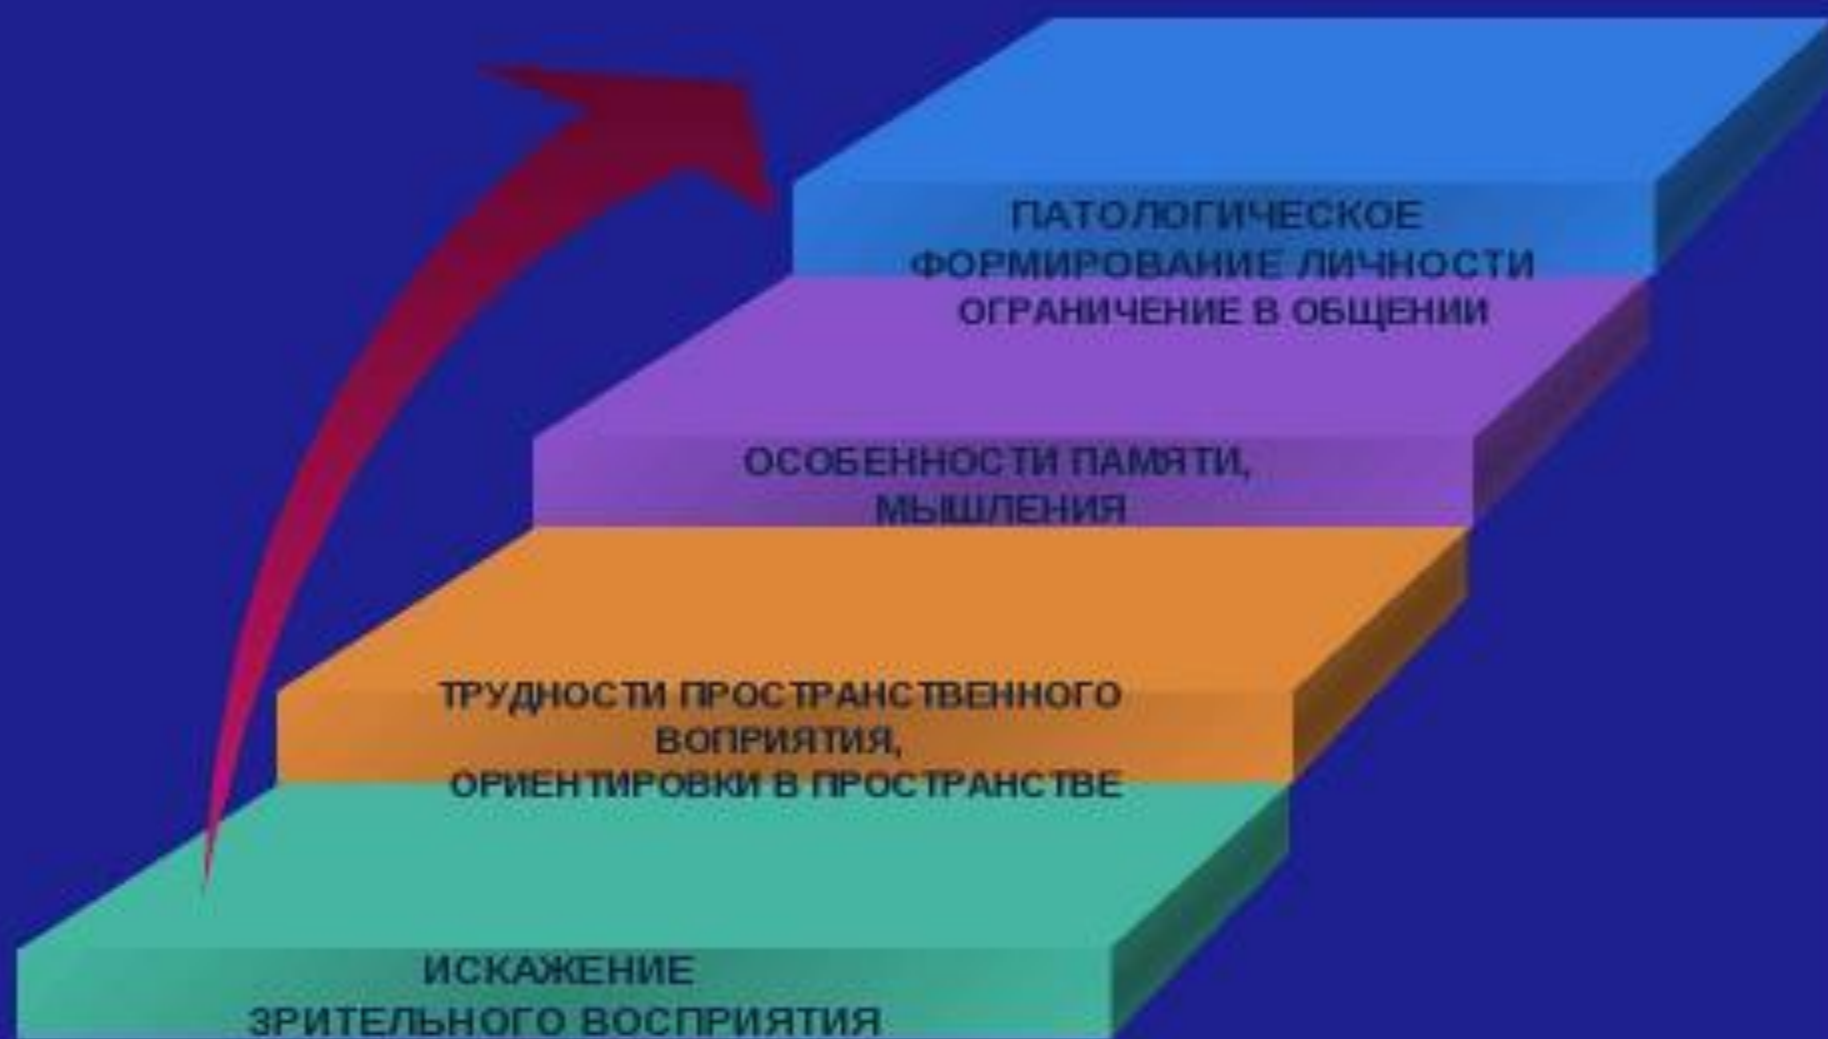 ПАТОЛОГИЧЕСКОЕ
ФОРМИРОВАНИЕ ЛИЧНОСТИ
ОГРАНИЧЕНИЕ В ОБЩЕНИИ
ОСОБЕННОСТИ ПАМЯТИ,
МЫШЛЕНИЯ
ТРУДНОСТИ ПРОСТРАНСТВЕННОГО
ВОПРИЯТИЯ,
ОРИЕНТИРОВКИ В ПРОСТРАНСТВЕ
ИСКАЖЕНИЕ
ЗРИТЕЛЬНОГО ВОСПРИЯТИЯ